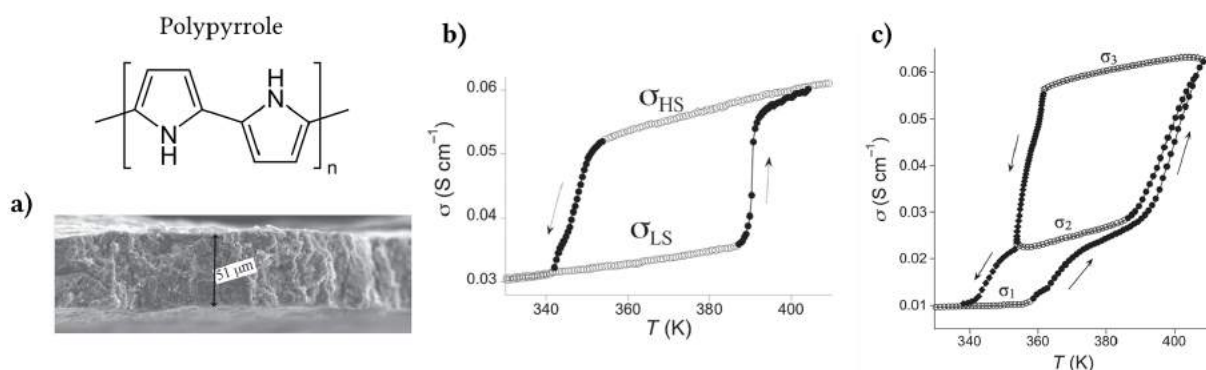 Polypyrrole
H
N
N
H
n
a)
51 μm
b)
σ (S cm⁻¹)
0.06
0.05
0.04
0.03
σHS
σLS
340
360
380
400
T (K)
c)
σ (S cm⁻¹)
0.06
0.05
0.04
0.03
0.02
0.01
σ3
σ2
σ1
340
360
380
400
T (K)